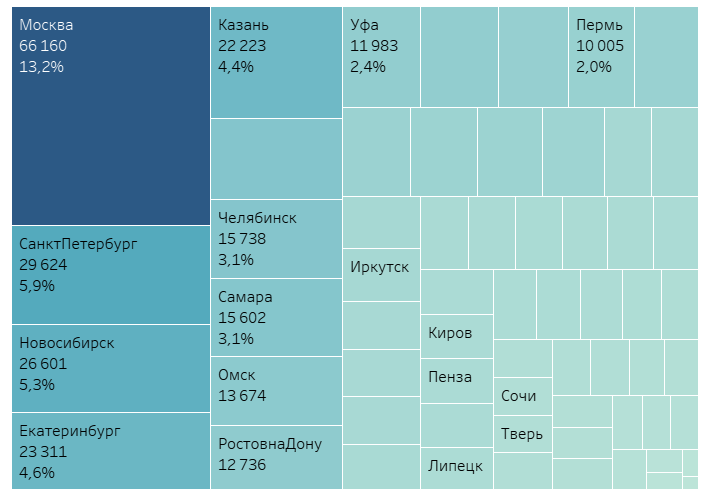 Москва
66 160
13,2%
СанктПетербург
29 624
5,9%
Новосибирск
26 601
5,3%
Екатеринбург
23 311
4,6%
Казань
22 223
4,4%
Челябинск
15 738
3,1%
Самара
15 602
3,1%
Омск
13 674
РостовнаДону
12 736
Уфа
11 983
2,4%
Пермь
10 005
2,0%
Иркутск
Киров
Пенза
Липецк
Сочи
Тверь